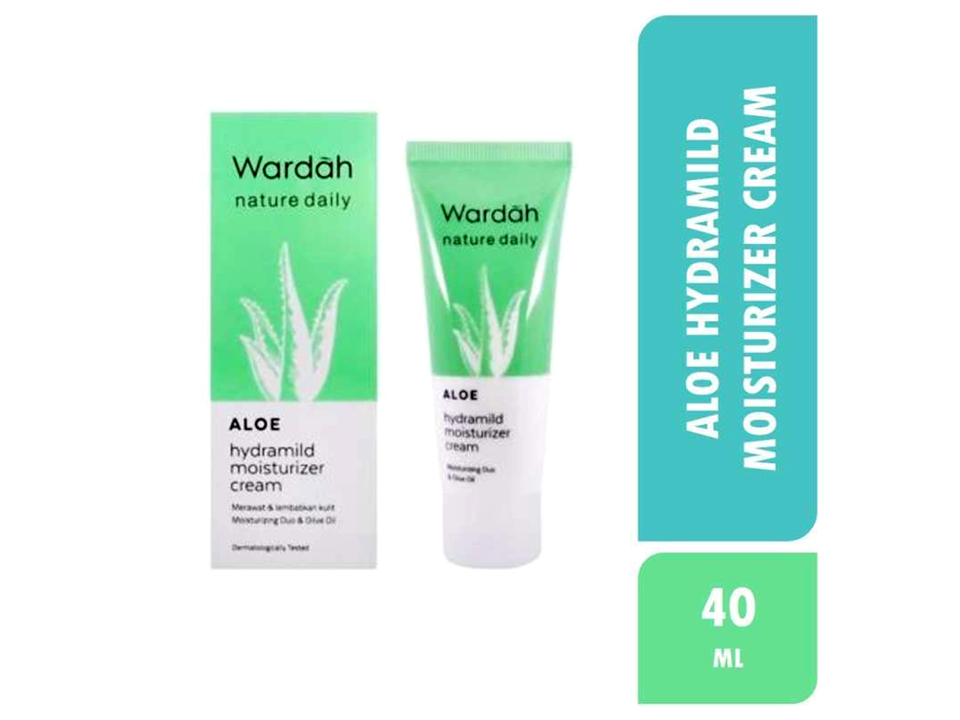 Wardāh
nature daily
ALOE
hydramild
moisturizer
cream
Merawat & lembabkan kulit
Moisturizing Duo & Olive Oil
Dermatologically Tested
Wardāh
nature daily
ALOE
hydramild
moisturizer
cream
Moisturizing Duo
& Olive Oil
ALOE HYDRAMILD
MOISTURIZER CREAM
40
ML